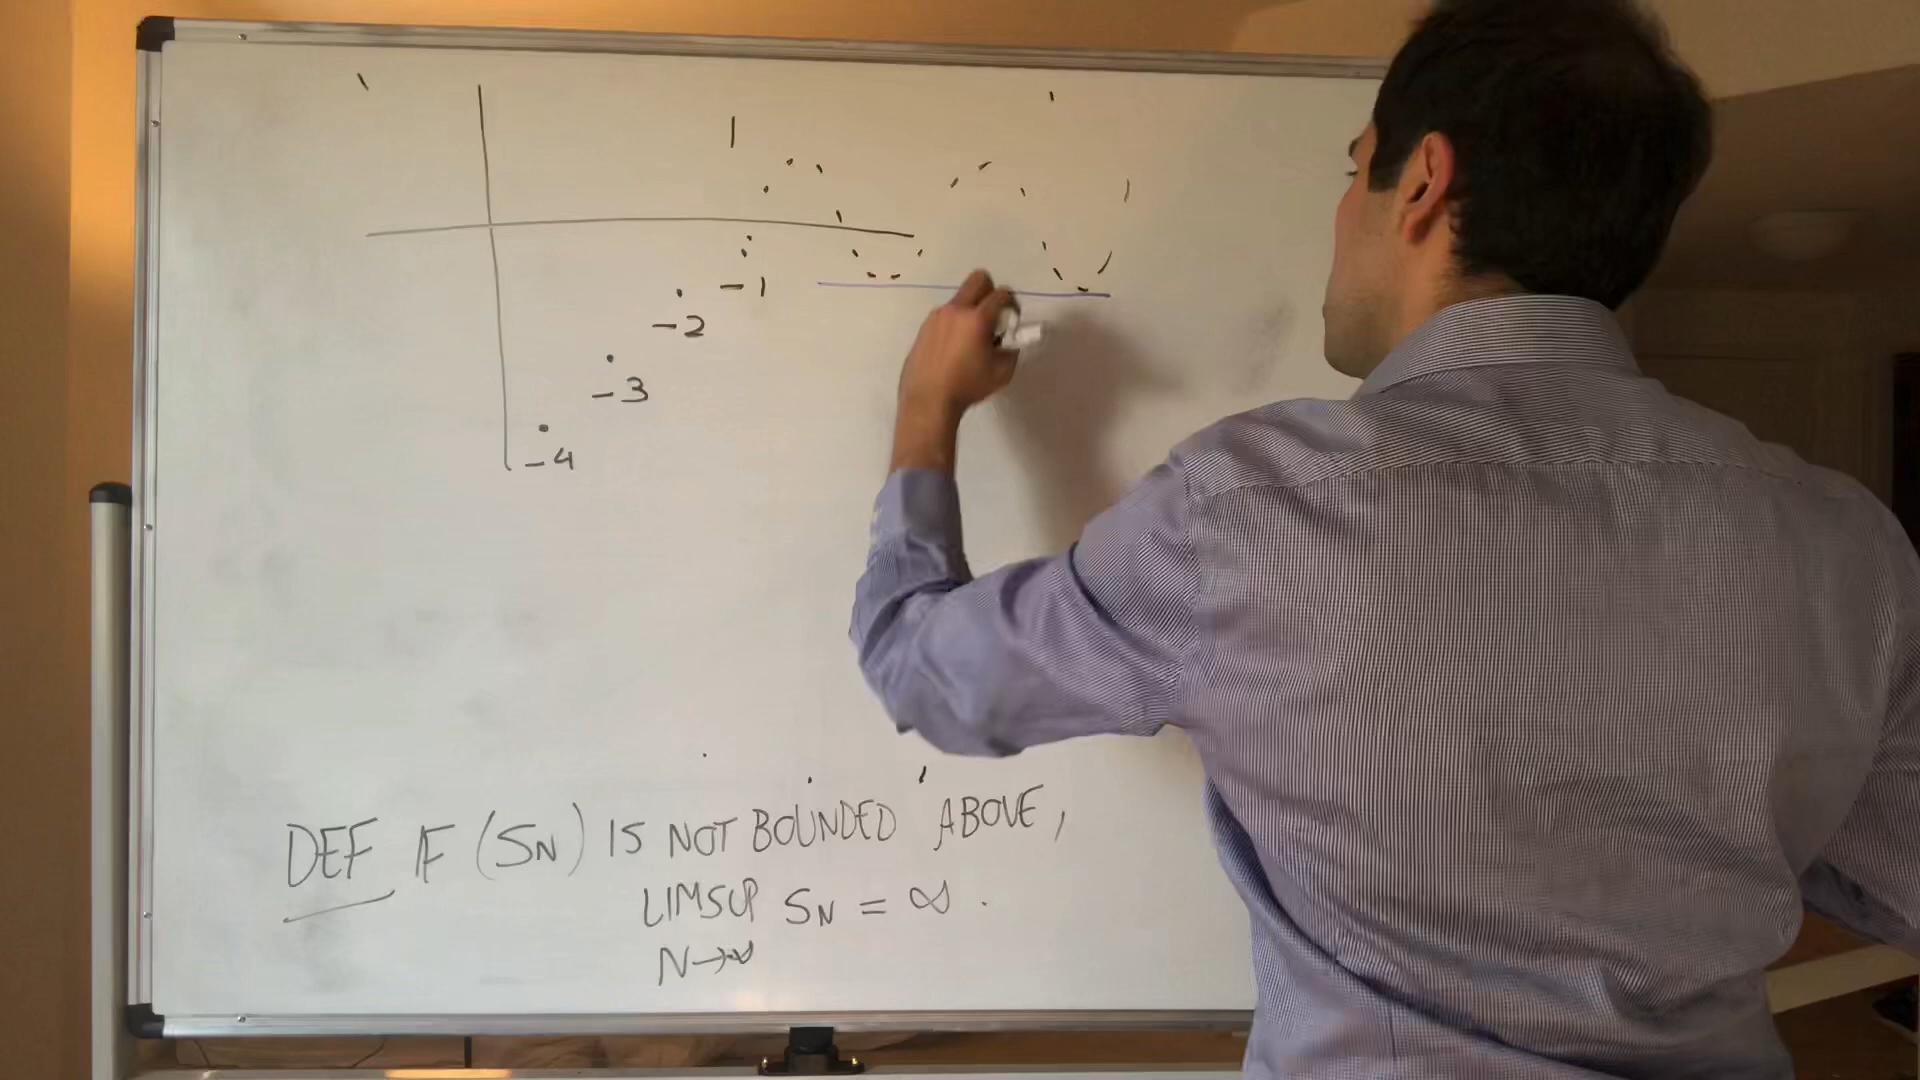 1
-1
-2
-3
-4
DEF IF (SN) IS NOT BOUNDED ABOVE,
LIMSUP SN = ∞.
N→∞